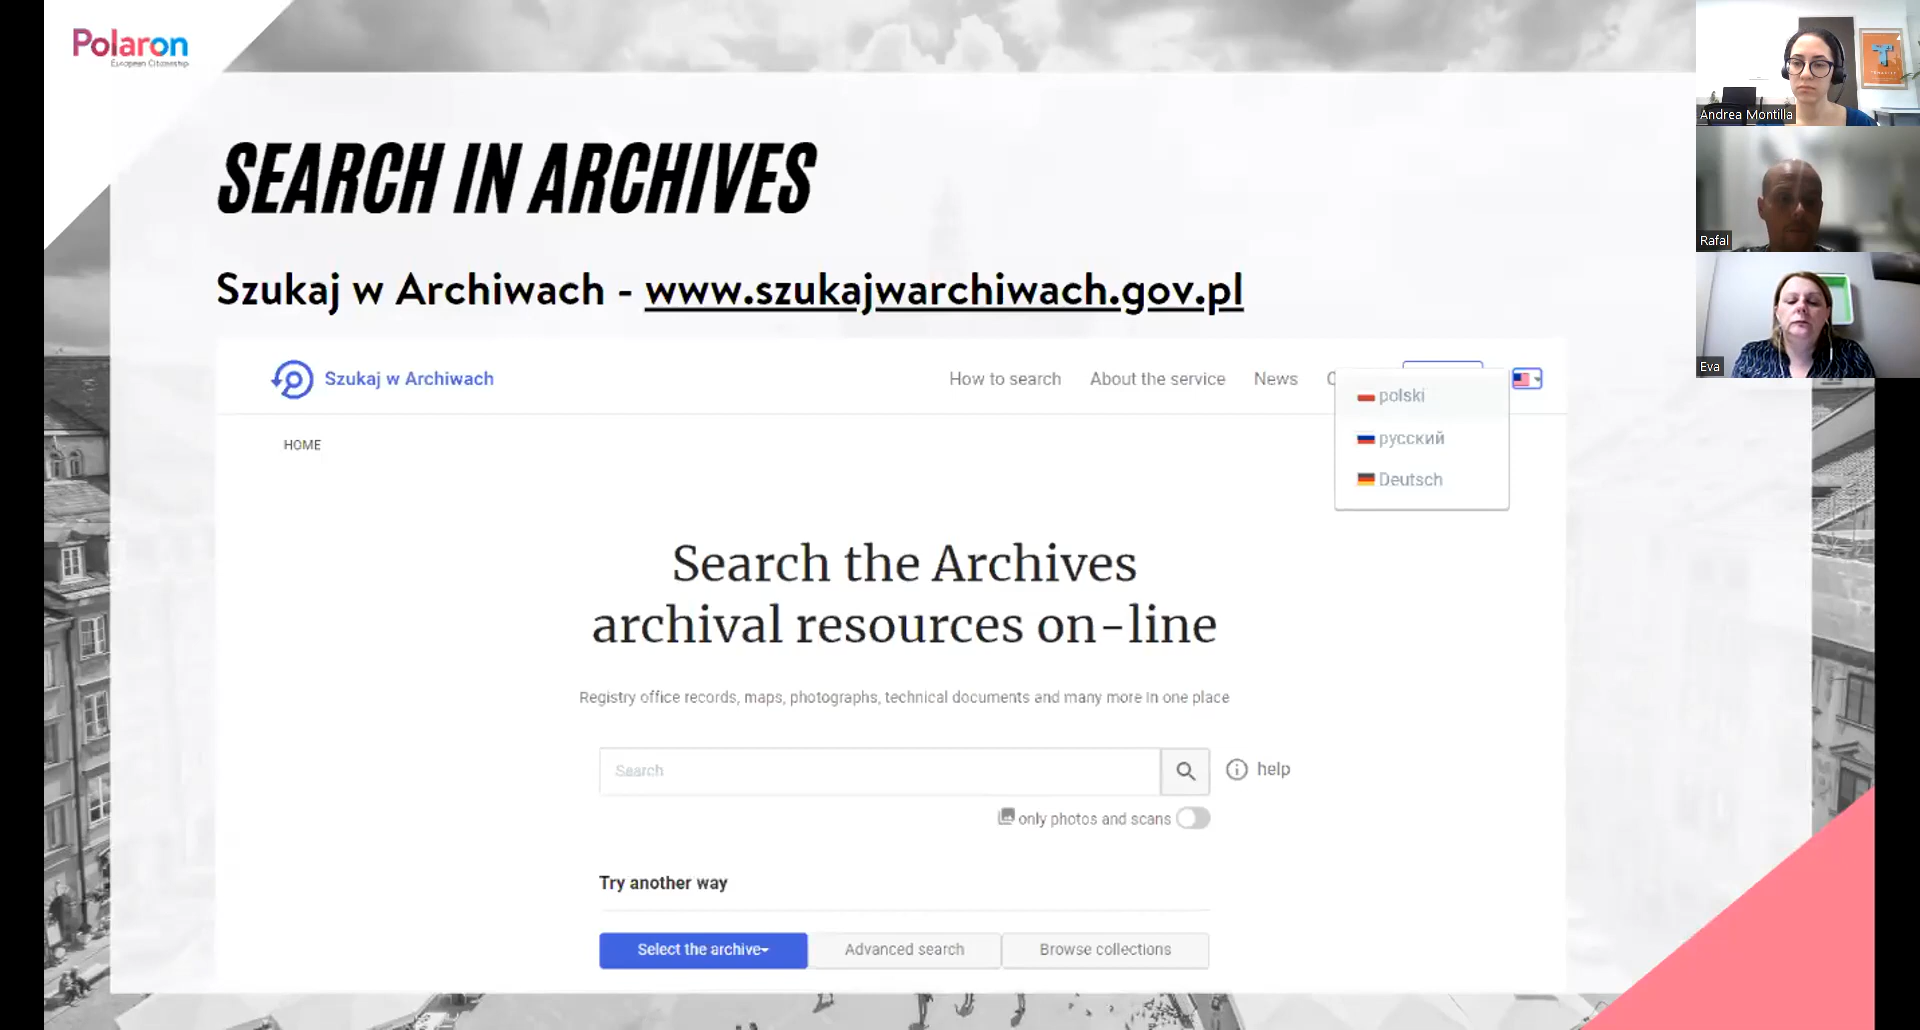 Polaron
European Citizenship
SEARCH IN ARCHIVES
Szukaj w Archiwach - www.szukajwarchiwach.gov.pl
Szukaj w Archiwach
How to search
About the service
News
polski
русский
Deutsch
HOME
Search the Archives
archival resources on-line
Registry office records, maps, photographs, technical documents and many more in one place
Search
help
only photos and scans
Try another way
Select the archive
Advanced search
Browse collections
Andrea Montilla
Rafal
Eva